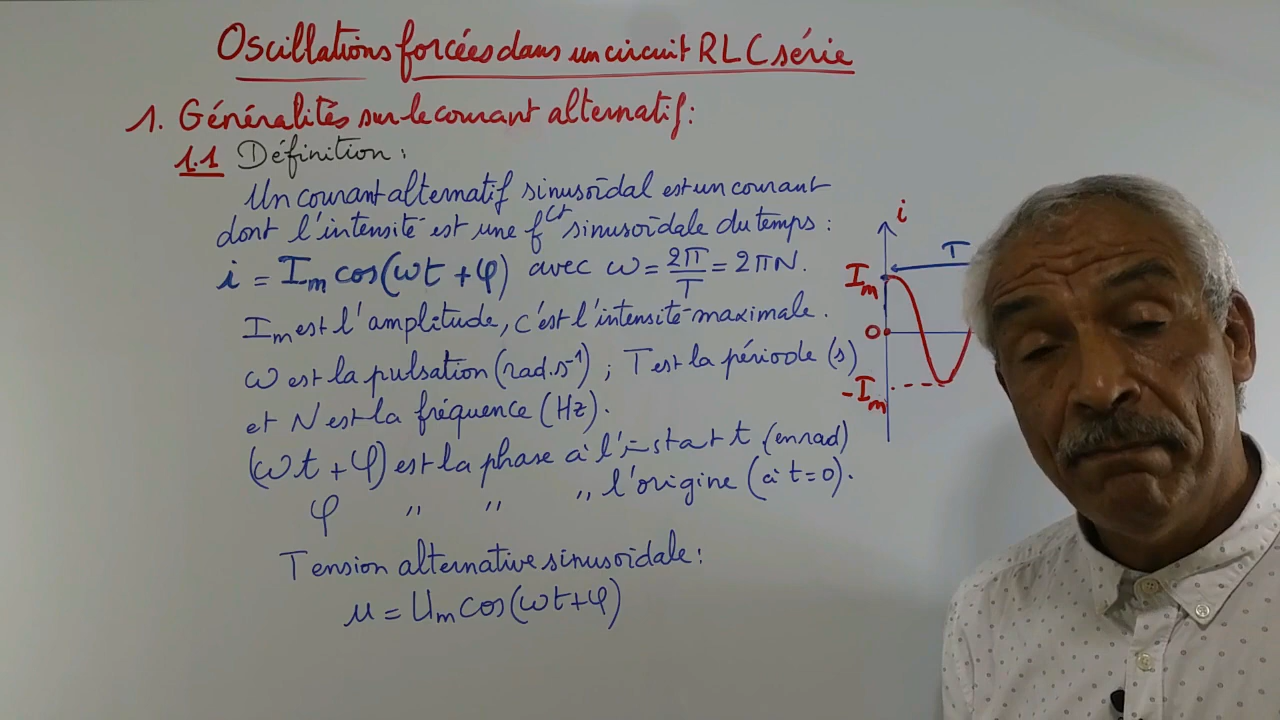 Oscillations forcées dans un circuit RLC série
1. Généralités sur le courant alternatif :
1.1 Définition :
Un courant alternatif sinusoïdal est un courant
dont l'intensité est une f^ct sinusoïdale du temps :
i = Im cos(ωt + φ) avec ω = 2π/T = 2πN.
Im est l'amplitude, c'est l'intensité maximale.
ω est la pulsation (rad.s⁻¹) ; T est la période (s)
et N est la fréquence (Hz).
(ωt + φ) est la phase à l'instant t (en rad)
φ " " " l'origine (à t=0).
Tension alternative sinusoïdale :
u = Um cos(ωt+φ)
i
T
Im
0
-Im